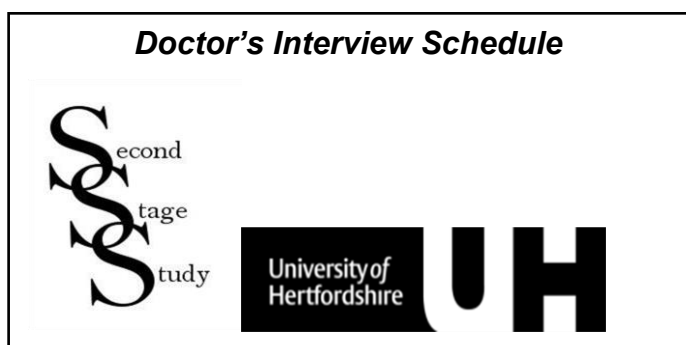 Doctor’s Interview Schedule
Second
Stage
Study
University of
Hertfordshire
UH